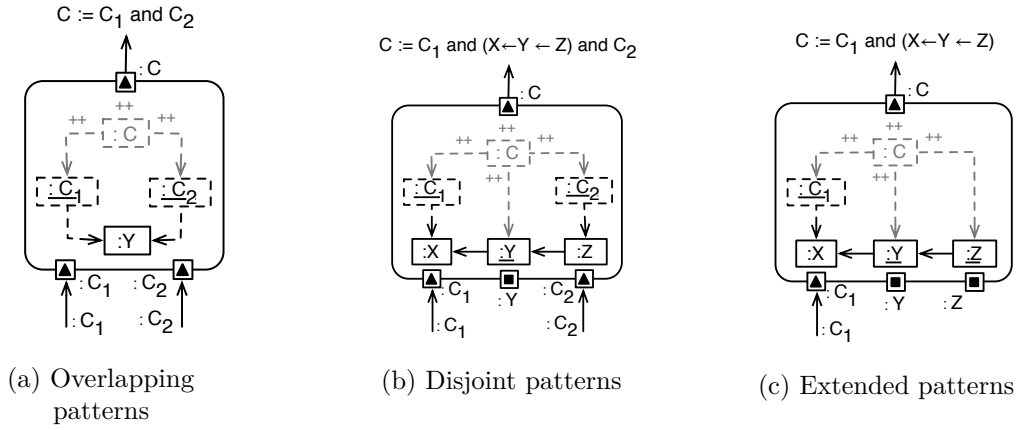 C := C1 and C2
: C
++
++
++
: C
: C1
: C2
:Y
: C1
: C2
: C1
: C2
(a) Overlapping
patterns
C := C1 and (X←Y ← Z) and C2
: C
++
++
++
: C
++
: C1
: C2
:X
:Y
:Z
: C1
: Y
: C2
: C1
: C2
(b) Disjoint patterns
C := C1 and (X←Y ← Z)
: C
++
++
++
: C
++
: C1
:X
:Y
:Z
: C1
: Y
: Z
: C1
(c) Extended patterns